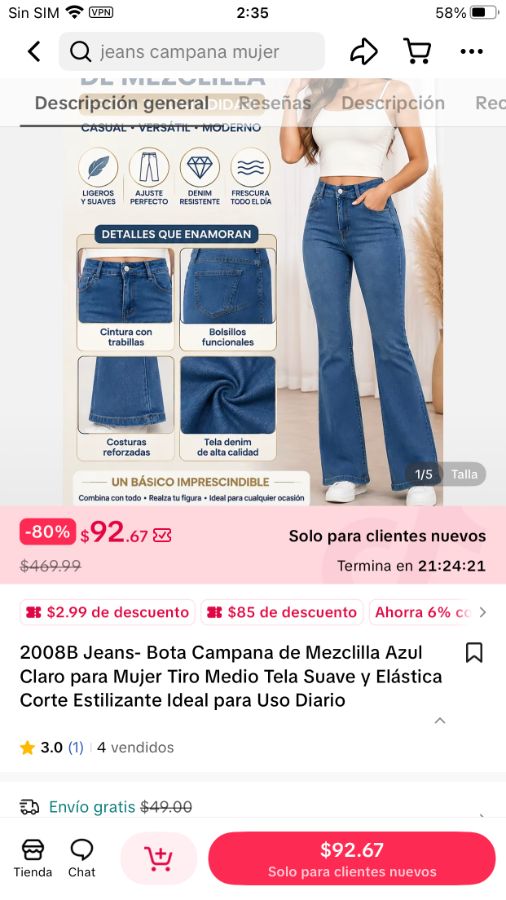 Sin SIM VPN 2:35 58%
jeans campana mujer
DE MEZCLILLA
Descripción general Reseñas Descripción Rec
CASUAL • VERSÁTIL • MODERNO
LIGEROS Y SUAVES
AJUSTE PERFECTO
DENIM RESISTENTE
FRESCURA TODO EL DÍA
DETALLES QUE ENAMORAN
Cintura con trabillas
Bolsillos funcionales
Costuras reforzadas
Tela denim de alta calidad
UN BÁSICO IMPRESCINDIBLE
Combina con todo • Realza tu figura • Ideal para cualquier ocasión
1/5 Talla
-80% $92.67
Solo para clientes nuevos
$469.99
Termina en 21:24:21
$2.99 de descuento
$85 de descuento
Ahorra 6% co
2008B Jeans- Bota Campana de Mezclilla Azul
Claro para Mujer Tiro Medio Tela Suave y Elástica
Corte Estilizante Ideal para Uso Diario
3.0 (1) 4 vendidos
Envío gratis $49.00
Tienda
Chat
$92.67
Solo para clientes nuevos